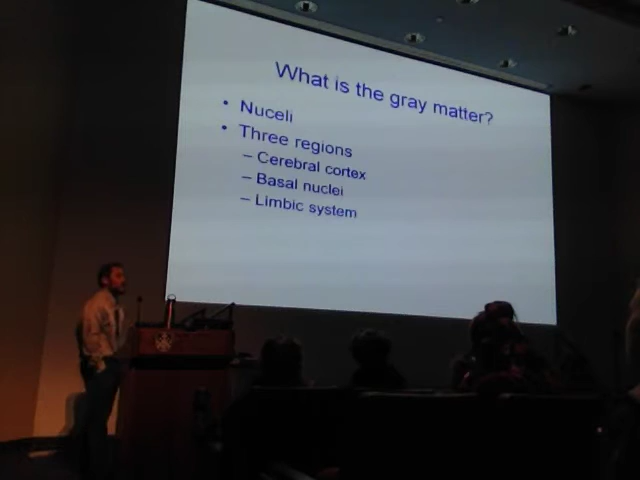 What is the gray matter?
• Nuceli
• Three regions
– Cerebral cortex
– Basal nuclei
– Limbic system